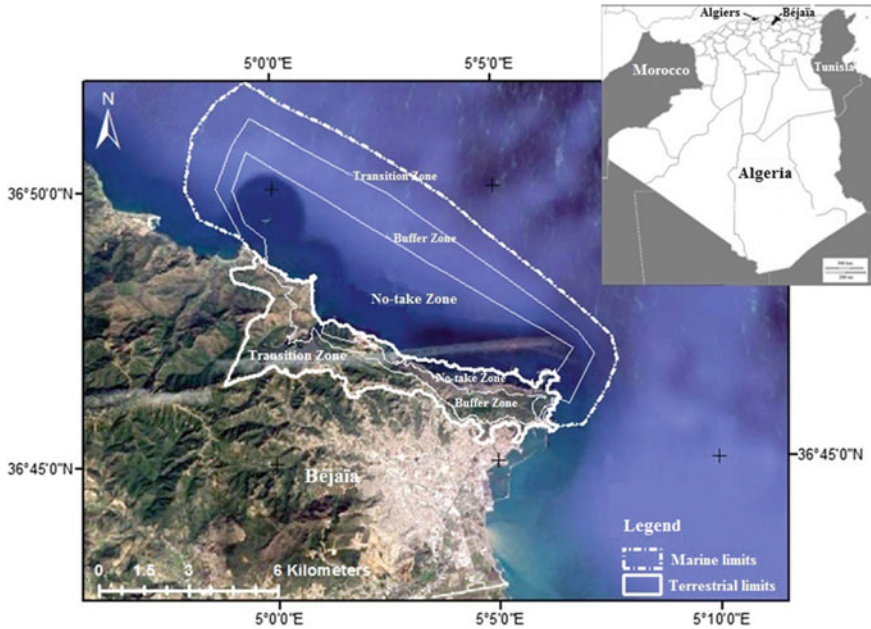 Algiers
Béjaïa
Morocco
Tunisia
Algeria
5°0'0"E
5°5'0"E
N
36°50'0"N
Transition Zone
Buffer Zone
No-take Zone
Transition Zone
No-take Zone
Buffer Zone
36°45'0"N
36°45'0"N
Béjaïa
Legend
Marine limits
Terrestrial limits
0 1.5 3 6 Kilometers
5°0'0"E
5°5'0"E
5°10'0"E